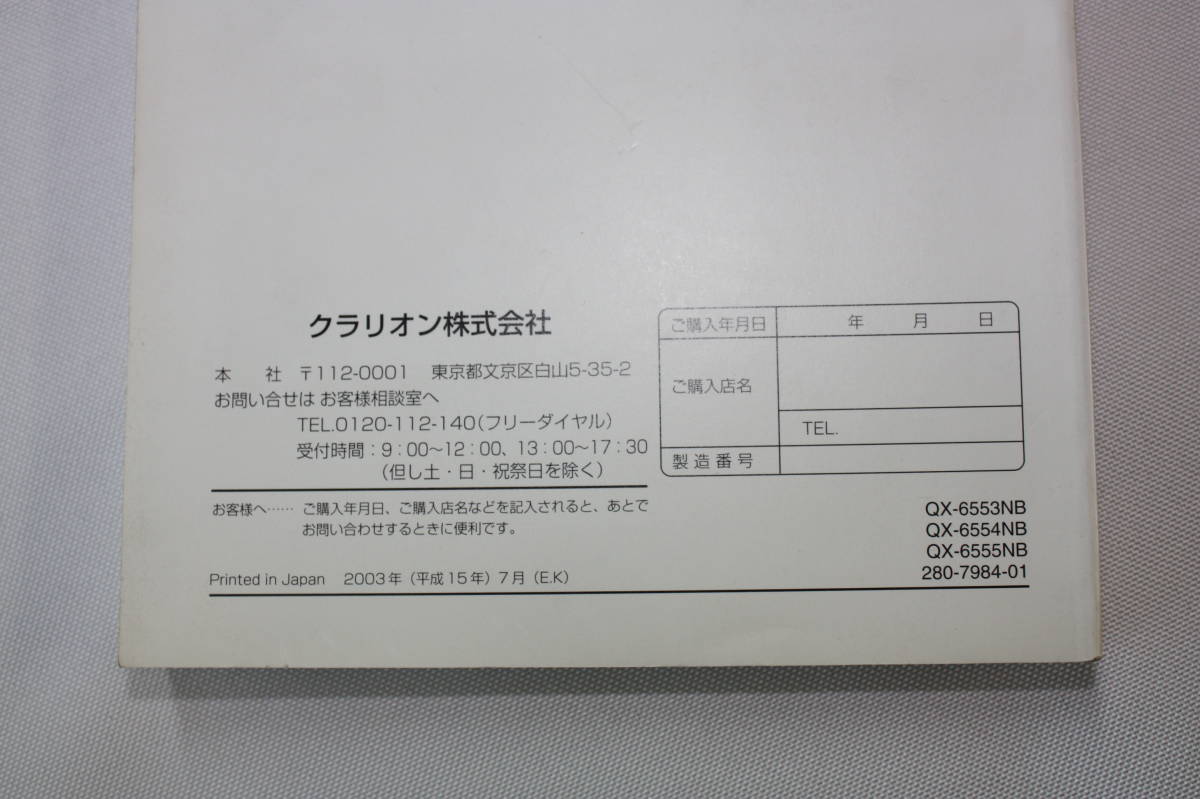 クラリオン株式会社
本 社 〒112-0001 東京都文京区白山5-35-2
お問い合せは お客様相談室へ
TEL.0120-112-140(フリーダイヤル)
受付時間:9:00〜12:00、13:00〜17:30
(但し土・日・祝祭日を除く)
お客様へ…… ご購入年月日、ご購入店名などを記入されると、あとで
お問い合わせするときに便利です。
Printed in Japan 2003年(平成15年)7月(E.K)
ご購入年月日 年 月 日
ご購入店名
TEL.
製造番号
QX-6553NB
QX-6554NB
QX-6555NB
280-7984-01